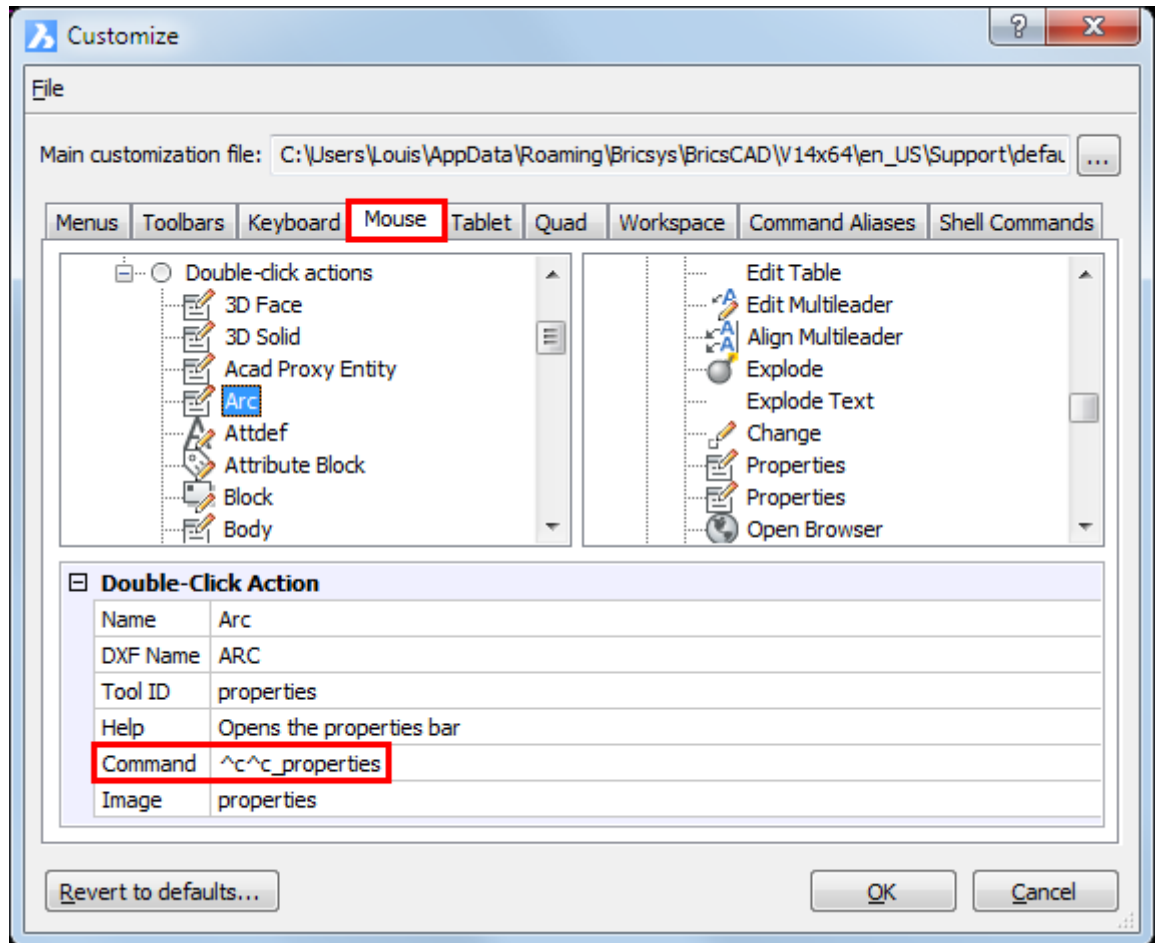 Customize
File
Main customization file: C:\Users\Louis\AppData\Roaming\Bricsys\BricsCAD\V14x64\en_US\Support\defau ...
Menus Toolbars Keyboard Mouse Tablet Quad Workspace Command Aliases Shell Commands
Double-click actions
3D Face
3D Solid
Acad Proxy Entity
Arc
Attdef
Attribute Block
Block
Body
Edit Table
Edit Multileader
Align Multileader
Explode
Explode Text
Change
Properties
Properties
Open Browser
Double-Click Action
Name Arc
DXF Name ARC
Tool ID properties
Help Opens the properties bar
Command ^c^c_properties
Image properties
Revert to defaults... OK Cancel